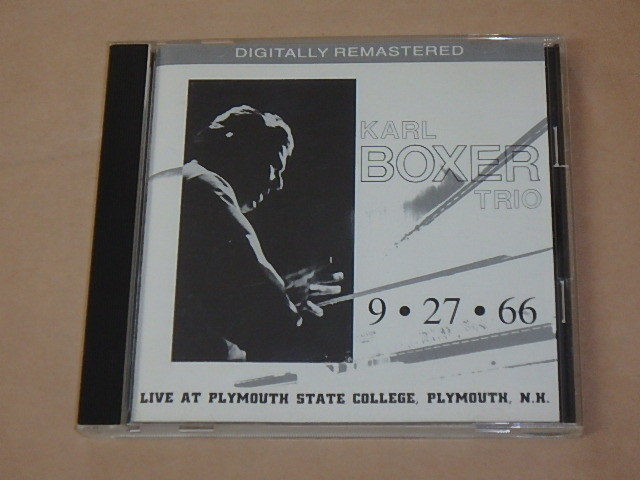 DIGITALLY REMASTERED
KARL
BOXER
TRIO
9 • 27 • 66
LIVE AT PLYMOUTH STATE COLLEGE, PLYMOUTH, N.H.